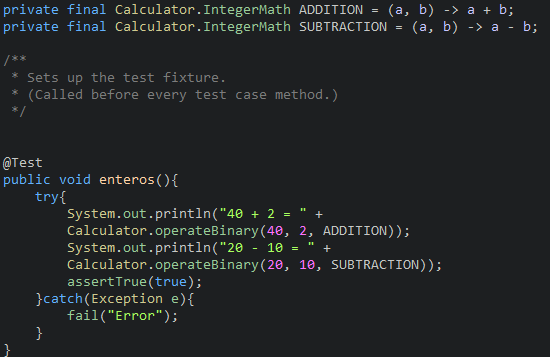 private final Calculator.IntegerMath ADDITION = (a, b) -> a + b;
private final Calculator.IntegerMath SUBTRACTION = (a, b) -> a - b;
/**
 * Sets up the test fixture.
 * (Called before every test case method.)
 */
@Test
public void enteros(){
    try{
        System.out.println("40 + 2 = " +
        Calculator.operateBinary(40, 2, ADDITION));
        System.out.println("20 - 10 = " +
        Calculator.operateBinary(20, 10, SUBTRACTION));
        assertTrue(true);
    }catch(Exception e){
        fail("Error");
    }
}